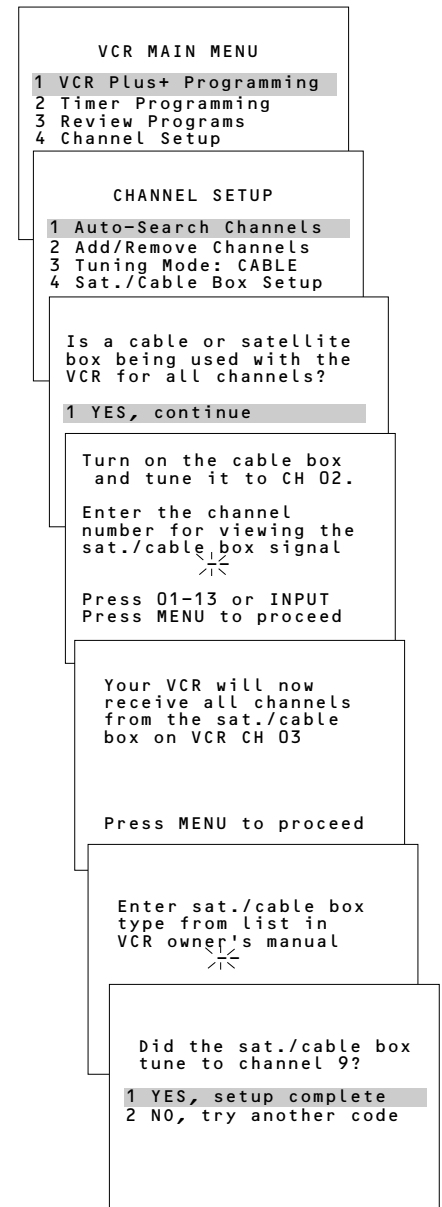 VCR MAIN MENU
1 VCR Plus+ Programming
2 Timer Programming
3 Review Programs
4 Channel Setup
CHANNEL SETUP
1 Auto-Search Channels
2 Add/Remove Channels
3 Tuning Mode: CABLE
4 Sat./Cable Box Setup
Is a cable or satellite
box being used with the
VCR for all channels?
1 YES, continue
Turn on the cable box
and tune it to CH 02.
Enter the channel
number for viewing the
sat./cable box signal
Press 01-13 or INPUT
Press MENU to proceed
Your VCR will now
receive all channels
from the sat./cable
box on VCR CH 03
Press MENU to proceed
Enter sat./cable box
type from list in
VCR owner's manual
Did the sat./cable box
tune to channel 9?
1 YES, setup complete
2 NO, try another code